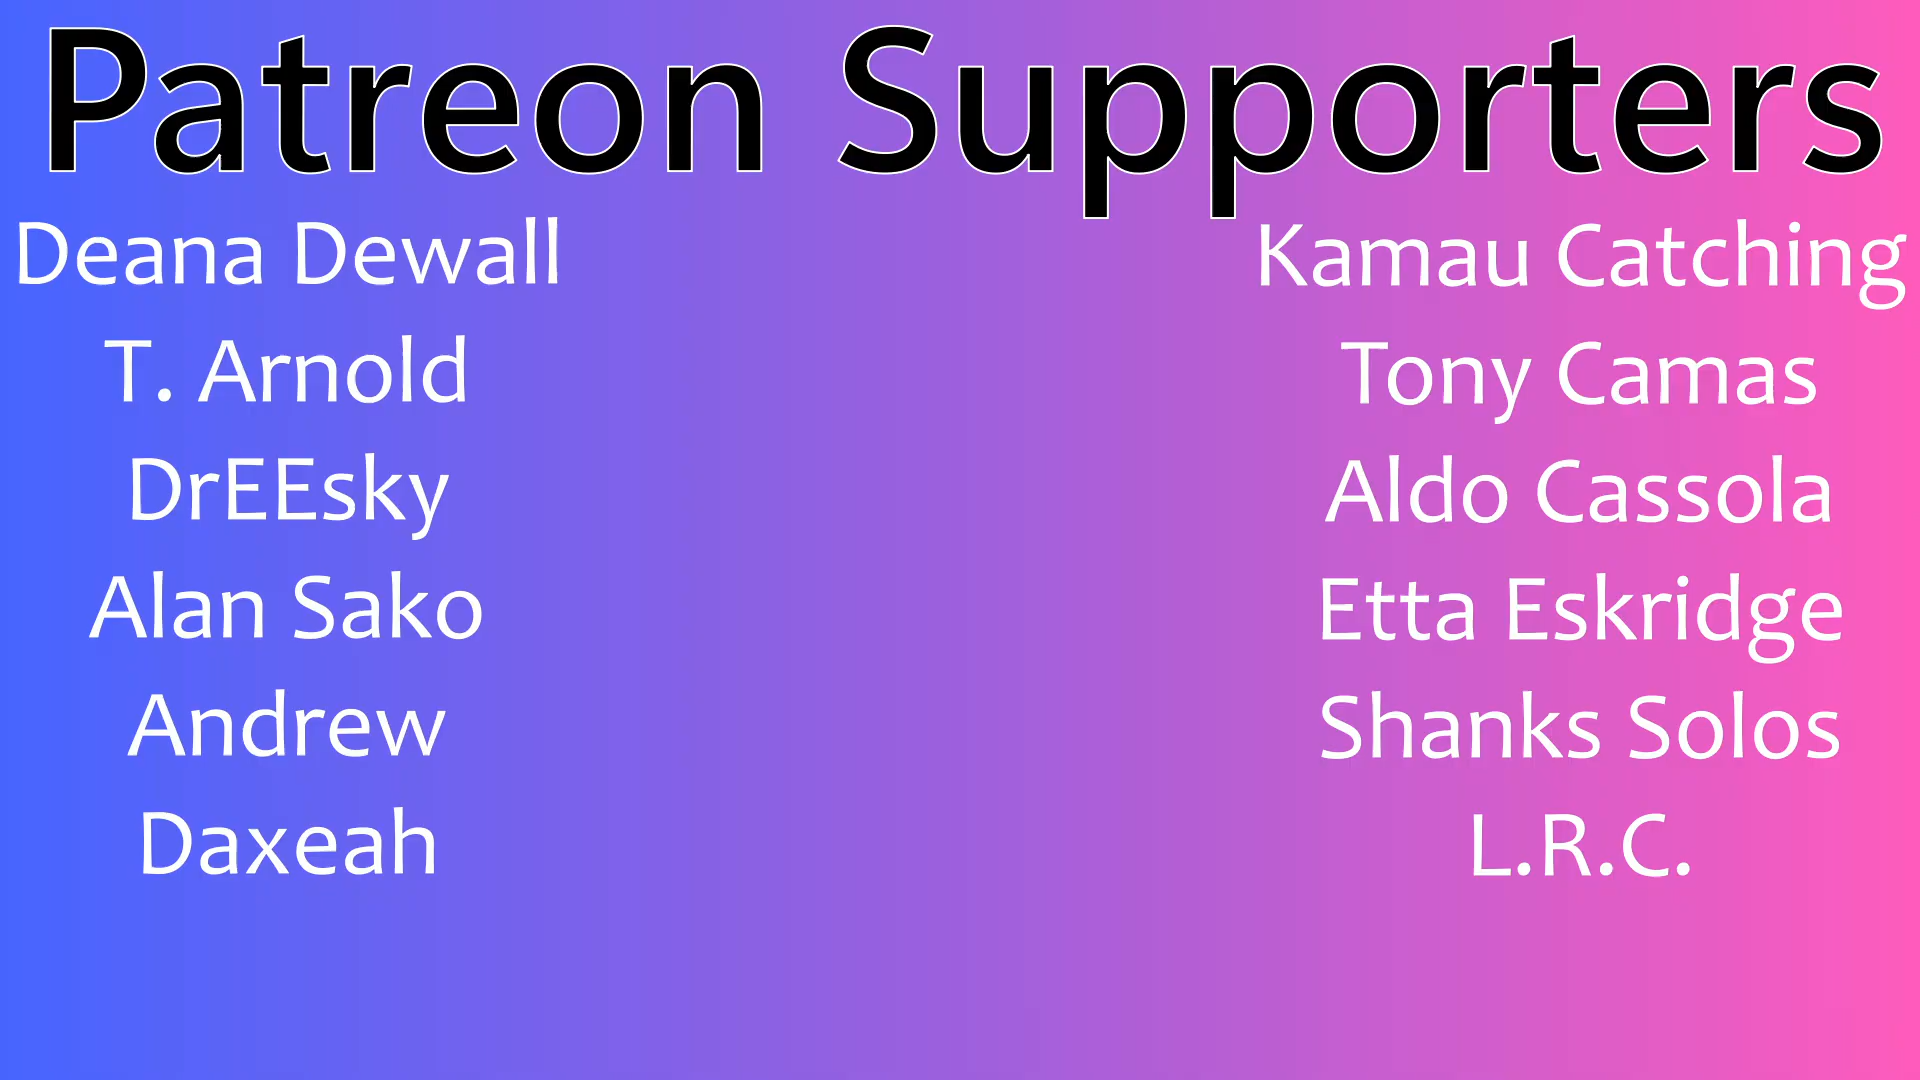 Patreon Supporters
Deana Dewall
T. Arnold
DrEEsky
Alan Sako
Andrew
Daxeah
Kamau Catching
Tony Camas
Aldo Cassola
Etta Eskridge
Shanks Solos
L.R.C.